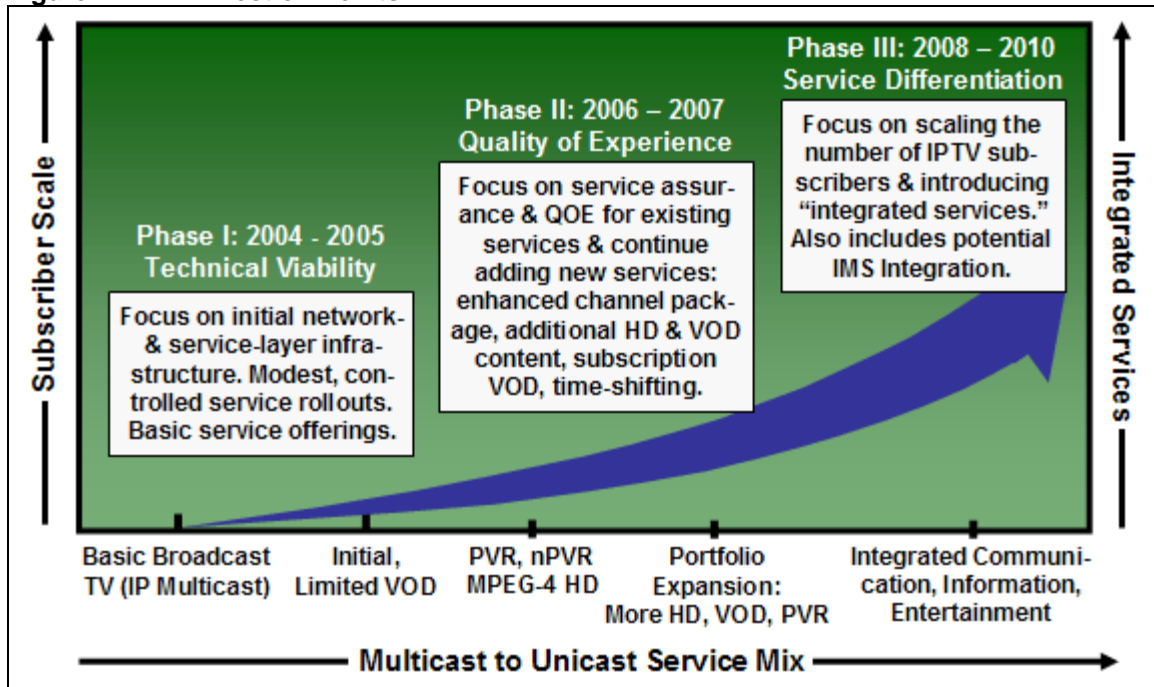 Subscriber Scale
Phase I: 2004 - 2005
Technical Viability
Focus on initial network-
& service-layer infra-
structure. Modest, con-
trolled service rollouts.
Basic service offerings.
Phase II: 2006 – 2007
Quality of Experience
Focus on service assur-
ance & QOE for existing
services & continue
adding new services:
enhanced channel pack-
age, additional HD & VOD
content, subscription
VOD, time-shifting.
Phase III: 2008 – 2010
Service Differentiation
Focus on scaling the
number of IPTV sub-
scribers & introducing
“integrated services.”
Also includes potential
IMS Integration.
Integrated Services
Basic Broadcast
TV (IP Multicast)
Initial,
Limited VOD
PVR, nPVR
MPEG-4 HD
Portfolio
Expansion:
More HD, VOD, PVR
Integrated Communi-
cation, Information,
Entertainment
Multicast to Unicast Service Mix